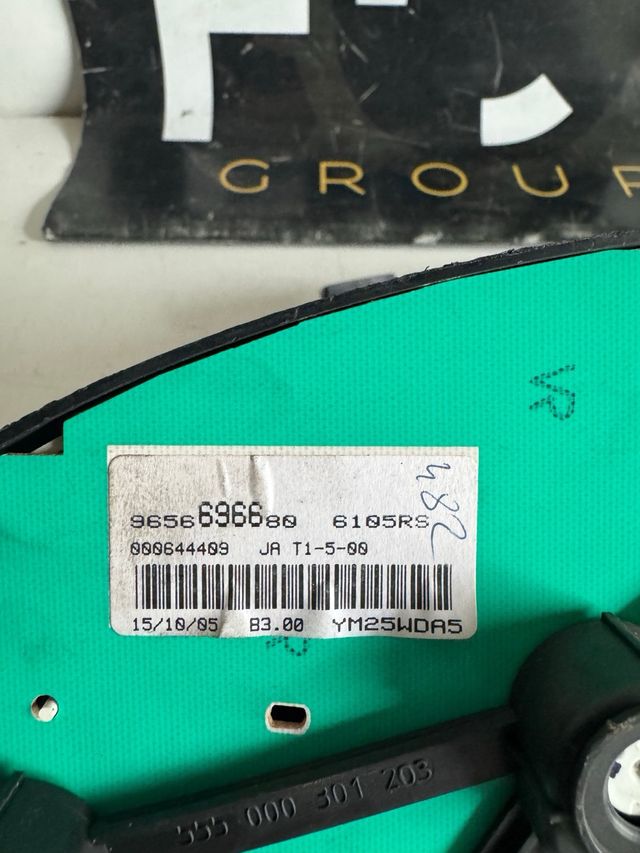 GROUP
VR
482
9656696680 6105RS
000644409 JA T1-5-00
15/10/05 B3.00 YM25WDA5
555 000 301 203